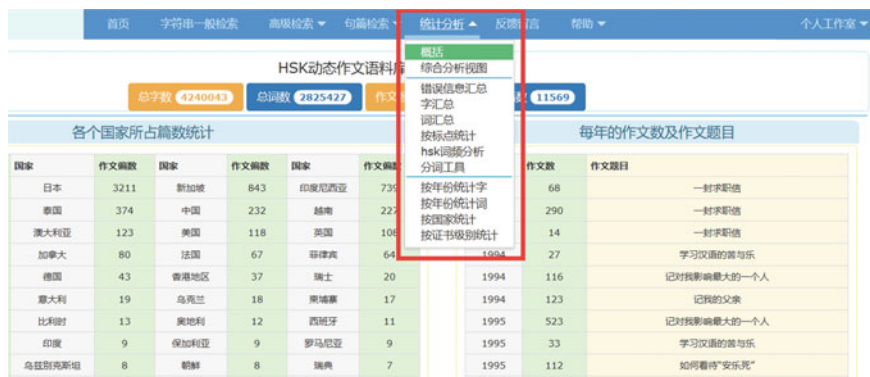 首页 字符串一般检索 高级检索 句篇检索 统计分析 反馈留言 帮助 个人工作室
概括
综合分析视图
错误信息汇总
字汇总
词汇总
按标点统计
hsk词频分析
分词工具
按年份统计字
按年份统计词
按国家统计
按证书级别统计
HSK动态作文语料库
总字数 4240043 总词数 2825427 作文 11569
各个国家所占篇数统计
国家 作文篇数 国家 作文篇数 国家 作文篇数
日本 3211 新加坡 843 印度尼西亚 739
泰国 374 中国 232 越南 227
澳大利亚 123 美国 118 英国 108
加拿大 80 法国 67 菲律宾 64
德国 43 香港地区 37 瑞士 20
意大利 19 乌克兰 18 柬埔寨 17
比利时 13 奥地利 12 西班牙 11
印度 9 保加利亚 9 罗马尼亚 9
乌兹别克斯坦 8 朝鲜 8 瑞典 7
每年的作文数及作文题目
作文数 作文题目
68 一封求职信
290 一封求职信
14 一封求职信
1994 27 学习汉语的苦与乐
1994 116 记对我影响最大的一个人
1994 123 记我的父亲
1995 523 记对我影响最大的一个人
1995 33 学习汉语的苦与乐
1995 112 如何看待"安乐死"